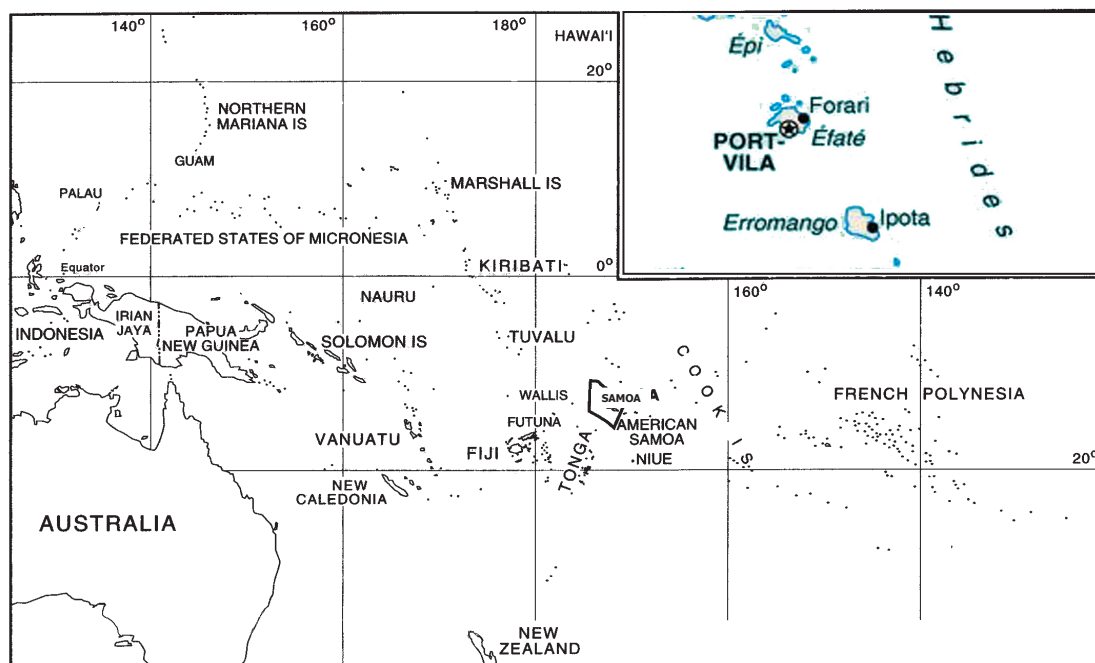 140°
160°
180°
HAWAI'I
20°
NORTHERN
MARIANA IS
GUAM
PALAU
MARSHALL IS
FEDERATED STATES OF MICRONESIA
Equator
KIRIBATI
0°
NAURU
INDONESIA
IRIAN
JAYA
PAPUA
NEW GUINEA
SOLOMON IS
TUVALU
160°
140°
COOK IS
WALLIS
FUTUNA
SAMOA
A
AMERICAN
SAMOA
FRENCH POLYNESIA
VANUATU
FIJI
TONGA
NIUE
20°
NEW
CALEDONIA
AUSTRALIA
NEW
ZEALAND
Épi
Forari
PORT-
VILA
Éfaté
Erromango
Ipota
Hebrides